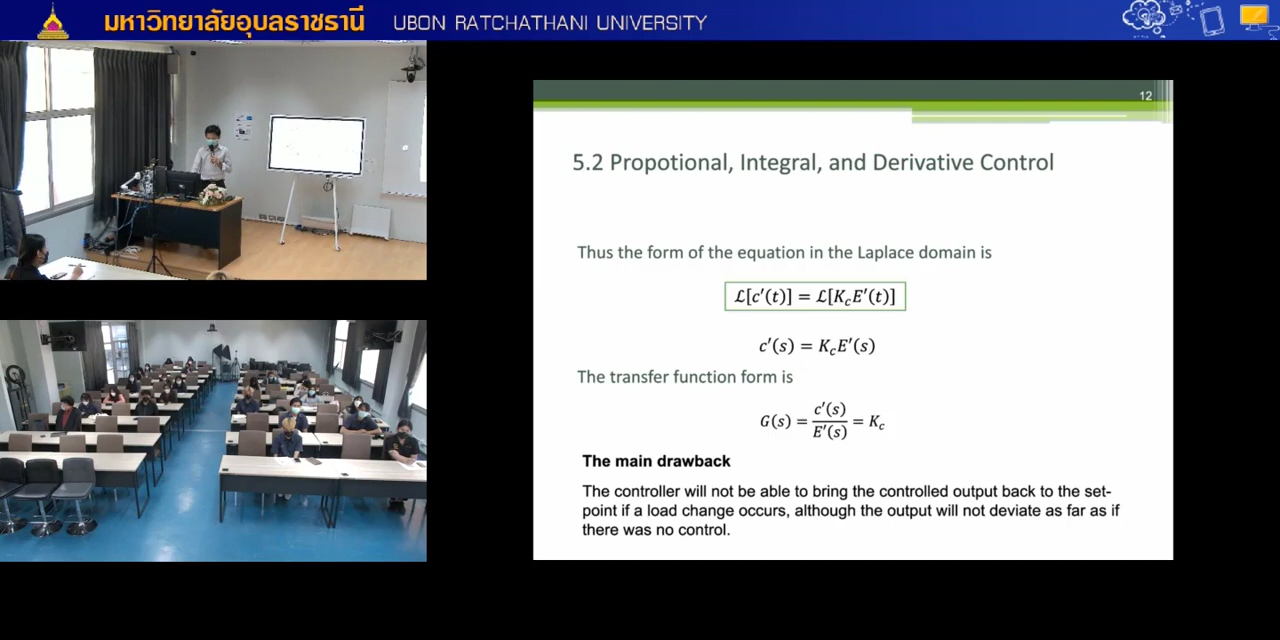 มหาวิทยาลัยอุบลราชธานี UBON RATCHATHANI UNIVERSITY
12
5.2 Propotional, Integral, and Derivative Control
Thus the form of the equation in the Laplace domain is
ℒ[c′(t)] = ℒ[K_cE′(t)]
c′(s) = K_cE′(s)
The transfer function form is
G(s) = c′(s)/E′(s) = K_c
The main drawback
The controller will not be able to bring the controlled output back to the set-
point if a load change occurs, although the output will not deviate as far as if
there was no control.